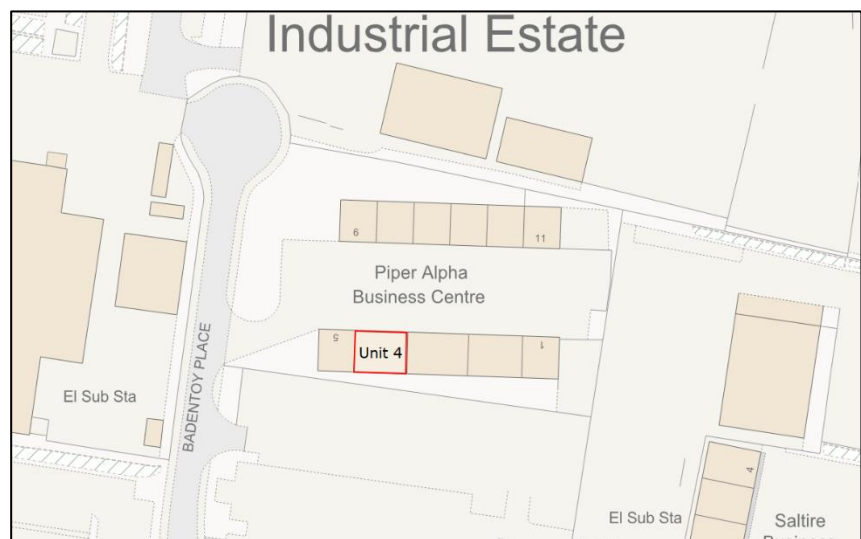 Industrial Estate
6
11
Piper Alpha
Business Centre
5
Unit 4
1
BADENTOY PLACE
El Sub Sta
4
El Sub Sta
Saltire